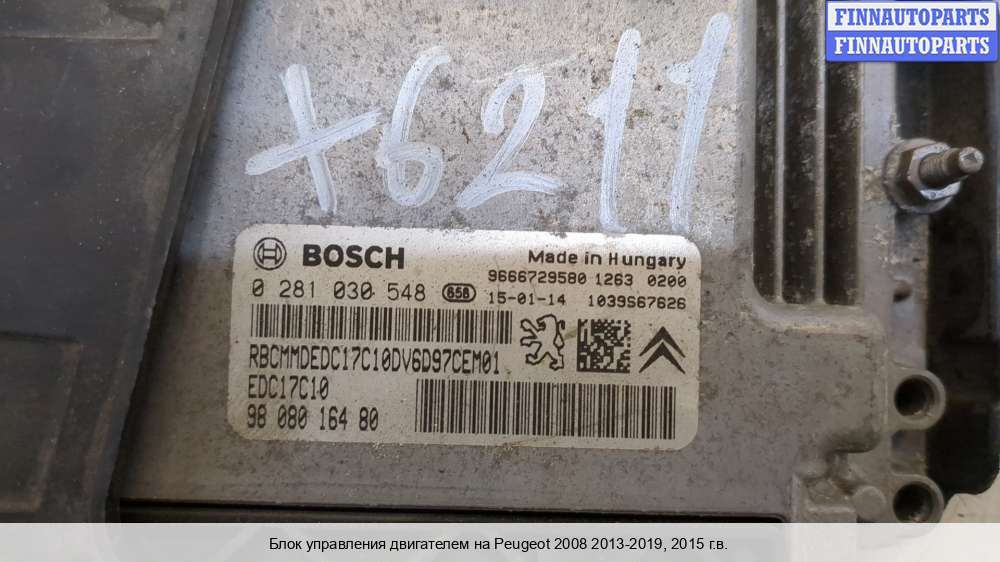 FINNAUTOPARTS
FINNAUTOPARTS
+6211
BOSCH
Made in Hungary
9666729580 1263 0200
0 281 030 548 658 15-01-14 1039S67626
RBCMMDEDC17C10DV6D97CEM01
EDC17C10
98 080 164 80
Блок управления двигателем на Peugeot 2008 2013-2019, 2015 г.в.